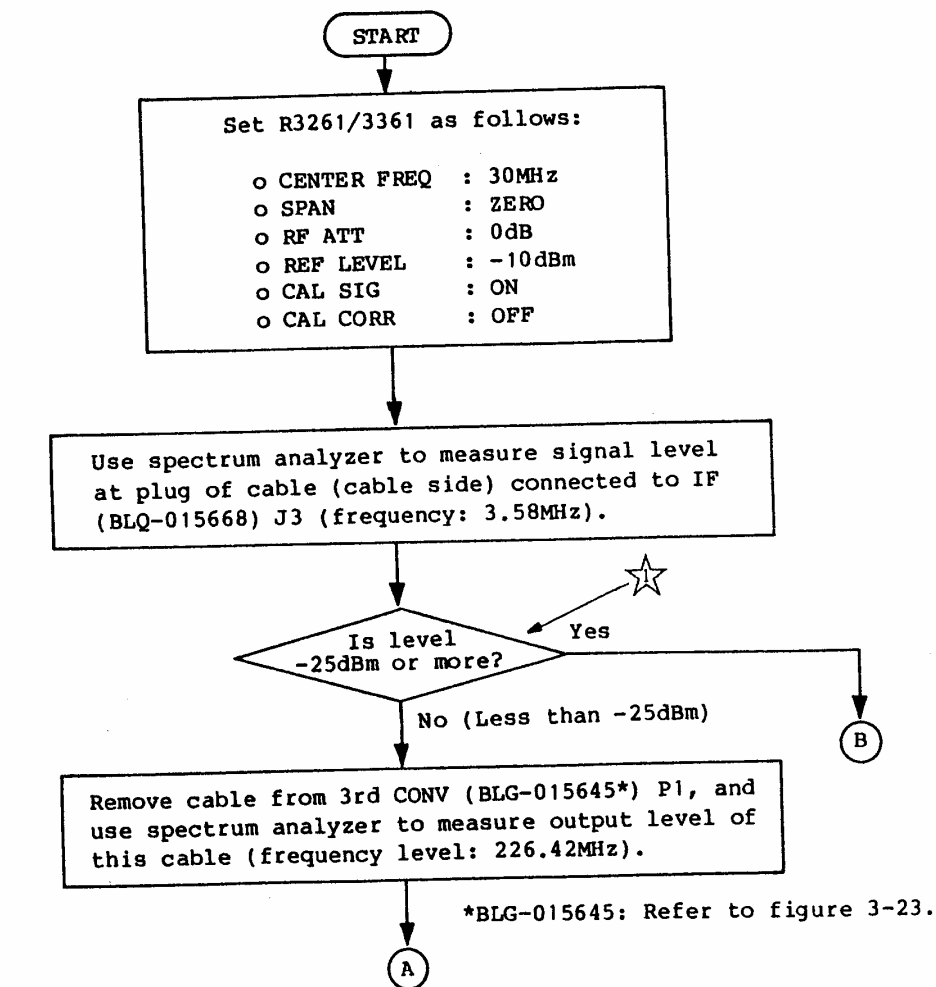 START
Set R3261/3361 as follows:
o CENTER FREQ : 30MHz
o SPAN : ZERO
o RF ATT : 0dB
o REF LEVEL : -10dBm
o CAL SIG : ON
o CAL CORR : OFF
Use spectrum analyzer to measure signal level
at plug of cable (cable side) connected to IF
(BLQ-015668) J3 (frequency: 3.58MHz).
1
Is level
-25dBm or more?
Yes
No (Less than -25dBm)
B
Remove cable from 3rd CONV (BLG-015645*) P1, and
use spectrum analyzer to measure output level of
this cable (frequency level: 226.42MHz).
*BLG-015645: Refer to figure 3-23.
A